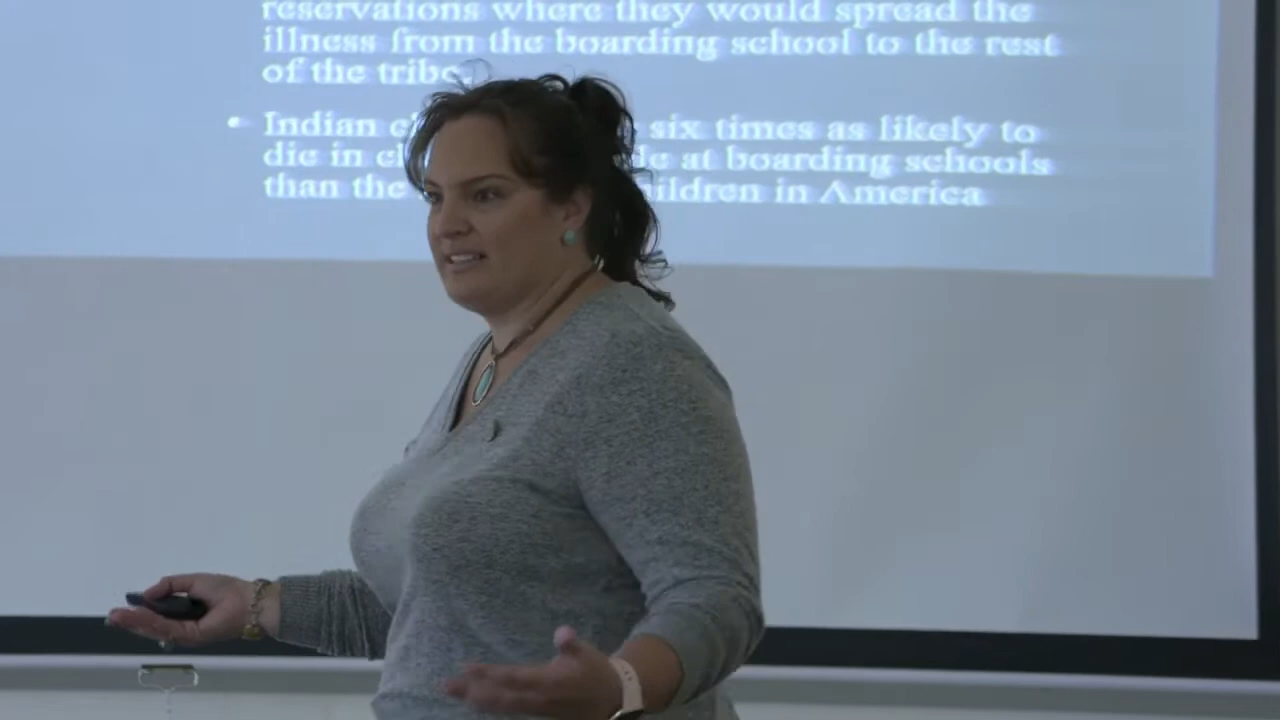 reservations where they would spread the
illness from the boarding school to the rest
of the tribe.
Indian six times as likely to
die in at boarding schools
than the in America